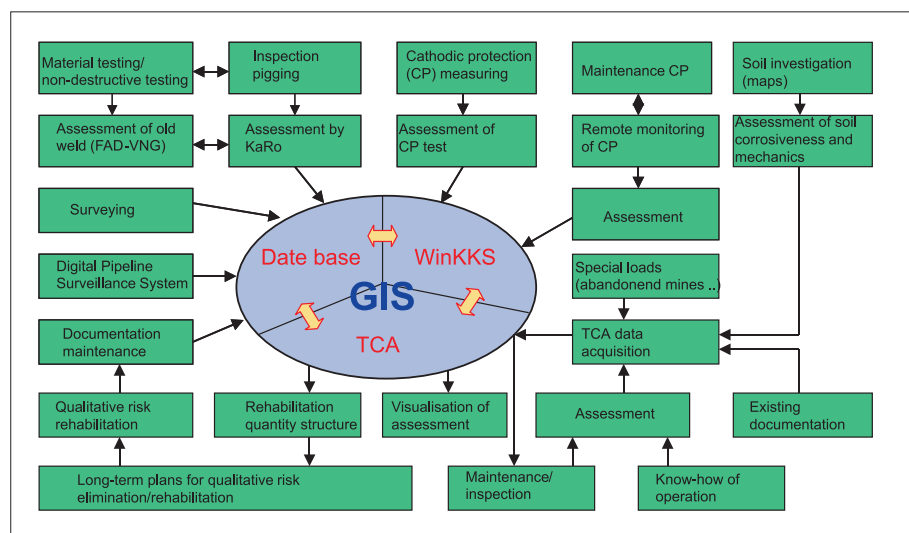 Material testing/
non-destructive testing
Inspection
pigging
Cathodic protection
(CP) measuring
Maintenance CP
Soil investigation
(maps)
Assessment of old
weld (FAD-VNG)
Assessment by
KaRo
Assessment of
CP test
Remote monitoring
of CP
Assessment of soil
corrosiveness and
mechanics
Surveying
Assessment
Date base
WinKKS
Digital Pipeline
Surveillance System
Special loads
(abandonend mines ..)
GIS
TCA
Documentation
maintenance
TCA data
acquisition
Qualitative risk
rehabilitation
Rehabilitation
quantity structure
Visualisation of
assessment
Assessment
Existing
documentation
Long-term plans for qualitative risk
elimination/rehabilitation
Maintenance/
inspection
Know-how of
operation